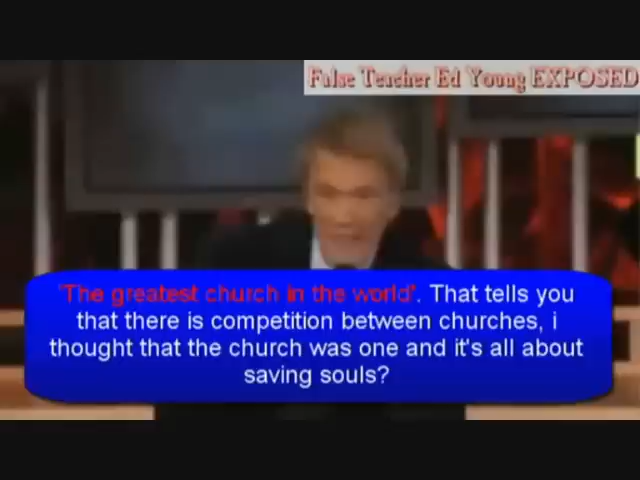 False Teacher Ed Young EXPOSED
'The greatest church in the world'. That tells you
that there is competition between churches, i
thought that the church was one and it's all about
saving souls?